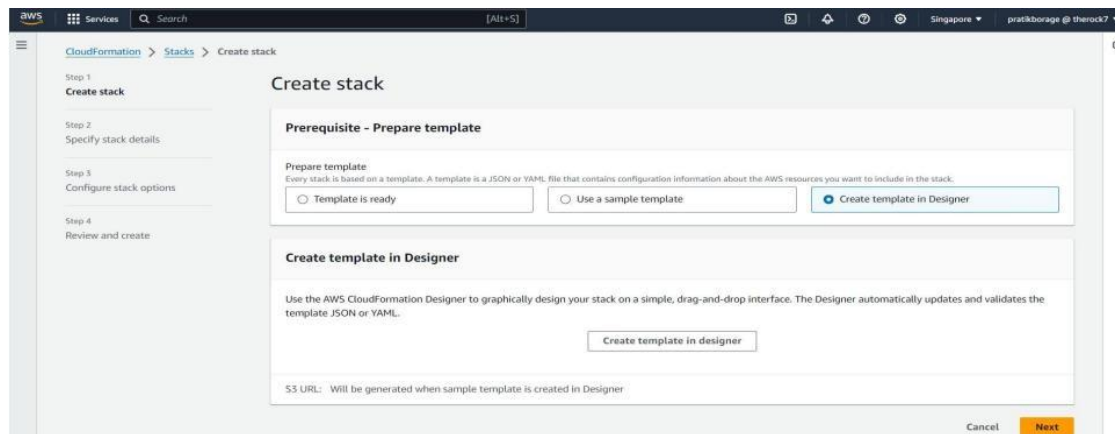 aws Services Search [Alt+S] Singapore pratikborage @ therock7
CloudFormation > Stacks > Create stack
Step 1
Create stack
Step 2
Specify stack details
Step 3
Configure stack options
Step 4
Review and create
Create stack
Prerequisite - Prepare template
Prepare template
Every stack is based on a template. A template is a JSON or YAML file that contains configuration information about the AWS resources you want to include in the stack.
Template is ready Use a sample template Create template in Designer
Create template in Designer
Use the AWS CloudFormation Designer to graphically design your stack on a simple, drag-and-drop interface. The Designer automatically updates and validates the
template JSON or YAML.
Create template in designer
S3 URL: Will be generated when sample template is created in Designer
Cancel Next